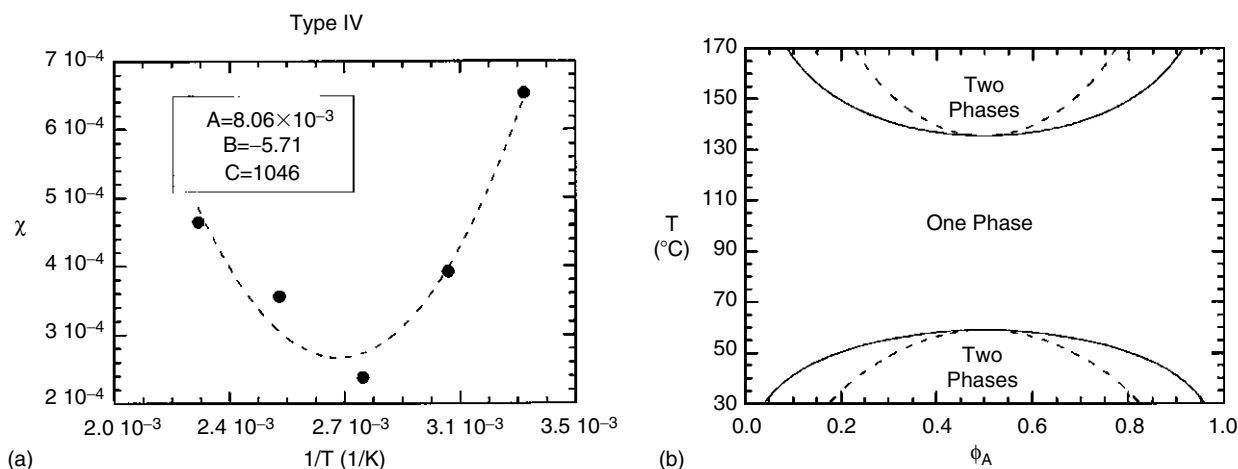 Type IV
7 10–4
6 10–4
5 10–4
4 10–4
3 10–4
2 10–4
χ
A=8.06×10–3
B=–5.71
C=1046
2.0 10–3
2.4 10–3
2.7 10–3
3.1 10–3
3.5 10–3
(a)
1/T (1/K)
170
150
130
110
90
70
50
30
T
(°C)
Two
Phases
One Phase
Two
Phases
0.0
0.2
0.4
0.6
0.8
1.0
(b)
ϕA